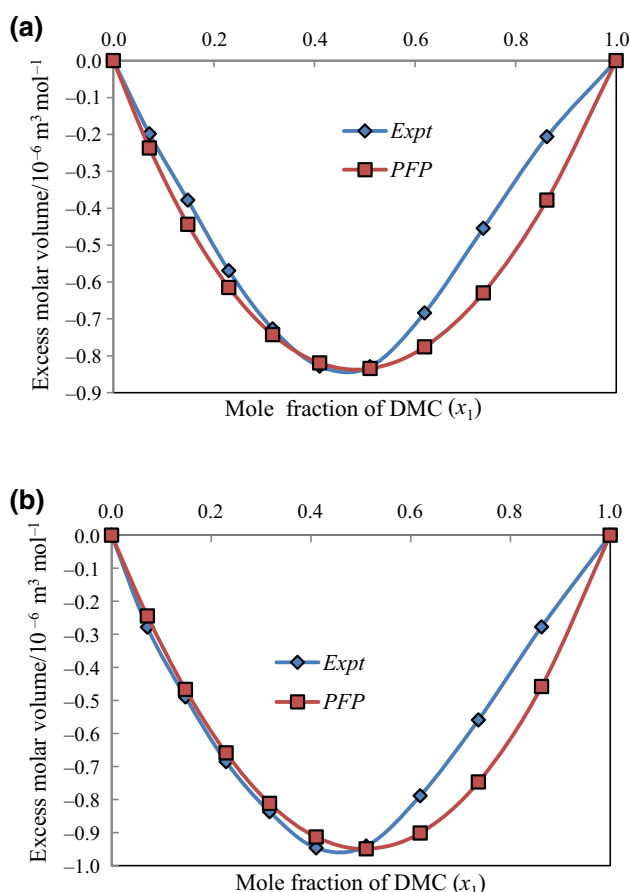 (a)
0.0 0.2 0.4 0.6 0.8 1.0
0.0
–0.1
–0.2
–0.3
–0.4
–0.5
–0.6
–0.7
–0.8
–0.9
Excess molar volume/10⁻⁶ m³ mol⁻¹
Expt
PFP
Mole fraction of DMC (x₁)
(b)
0.0 0.2 0.4 0.6 0.8 1.0
0.0
–0.1
–0.2
–0.3
–0.4
–0.5
–0.6
–0.7
–0.8
–0.9
–1.0
Excess molar volume/10⁻⁶ m³ mol⁻¹
Expt
PFP
Mole fraction of DMC (x₁)